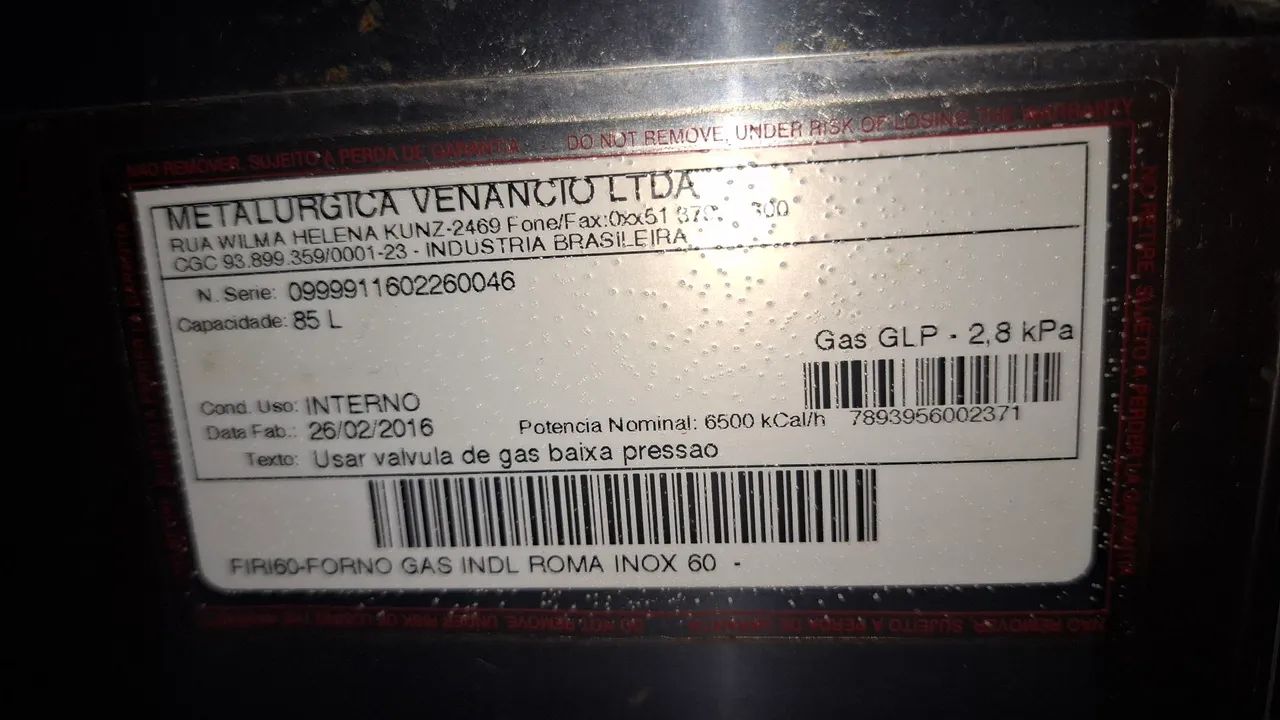 NAO REMOVER, SUJEITO A PERDA DE GARANTIA DO NOT REMOVE, UNDER RISK OF LOSING THE WARRANTY
METALURGICA VENANCIO LTDA
RUA WILMA HELENA KUNZ-2469 Fone/Fax:0xx51
CGC 93.899.359/0001-23 - INDUSTRIA BRASILEIRA
N. Serie: 0999911602260046
Capacidade: 85 L
Gas GLP - 2,8 kPa
Cond. Uso: INTERNO
Data Fab.: 26/02/2016
Potencia Nominal: 6500 kCal/h 7893956002371
Texto: Usar valvula de gas baixa pressao
FIRI60-FORNO GAS INDL ROMA INOX 60 -